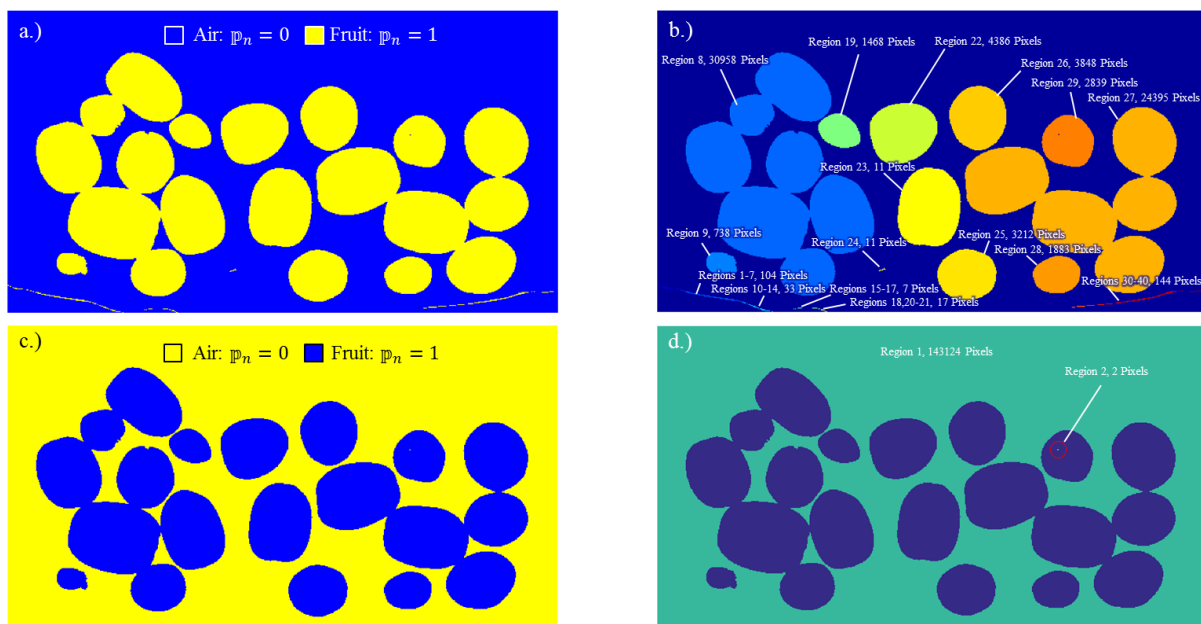 a.)
Air: 𝕡ₙ = 0
Fruit: 𝕡ₙ = 1
b.)
Region 19, 1468 Pixels
Region 22, 4386 Pixels
Region 8, 30958 Pixels
Region 26, 3848 Pixels
Region 29, 2839 Pixels
Region 27, 24395 Pixels
Region 23, 11 Pixels
Region 9, 738 Pixels
Region 24, 11 Pixels
Region 25, 3212 Pixels
Region 28, 1883 Pixels
Regions 1-7, 104 Pixels
Regions 10-14, 33 Pixels
Regions 15-17, 7 Pixels
Regions 18,20-21, 17 Pixels
Regions 30-40, 144 Pixels
c.)
Air: 𝕡ₙ = 0
Fruit: 𝕡ₙ = 1
d.)
Region 1, 143124 Pixels
Region 2, 2 Pixels